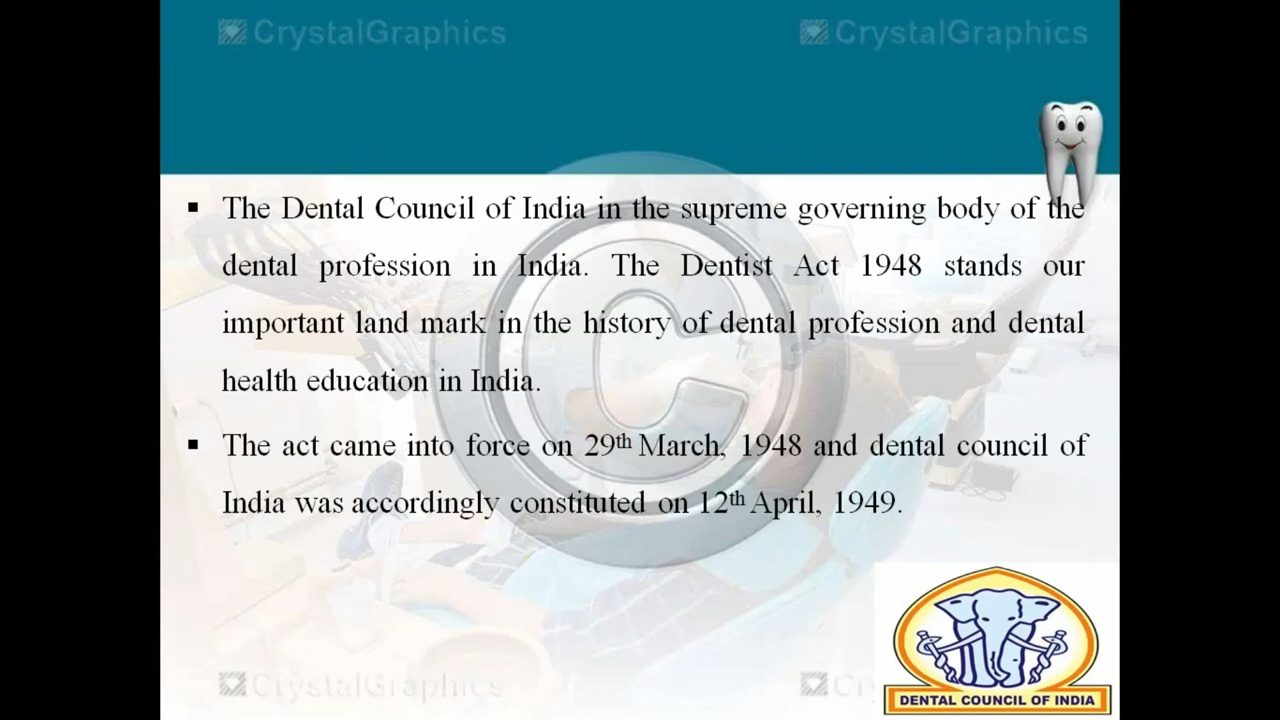 CrystalGraphics CrystalGraphics
▪ The Dental Council of India in the supreme governing body of the
dental profession in India. The Dentist Act 1948 stands our
important land mark in the history of dental profession and dental
health education in India.
▪ The act came into force on 29th March, 1948 and dental council of
India was accordingly constituted on 12th April, 1949.
CrystalGraphics
DENTAL COUNCIL OF INDIA